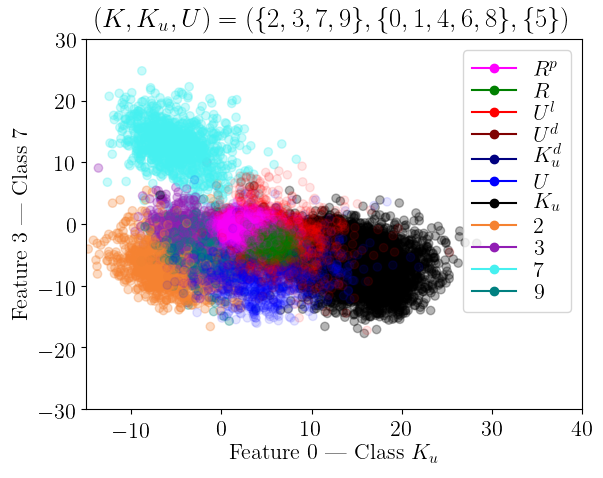 (K, K_u, U) = ({2, 3, 7, 9}, {0, 1, 4, 6, 8}, {5})
30
20
10
0
−10
−20
−30
Feature 3 — Class 7
R^p
R
U^l
U^d
K_u^d
U
K_u
2
3
7
9
−10
0
10
20
30
40
Feature 0 — Class K_u